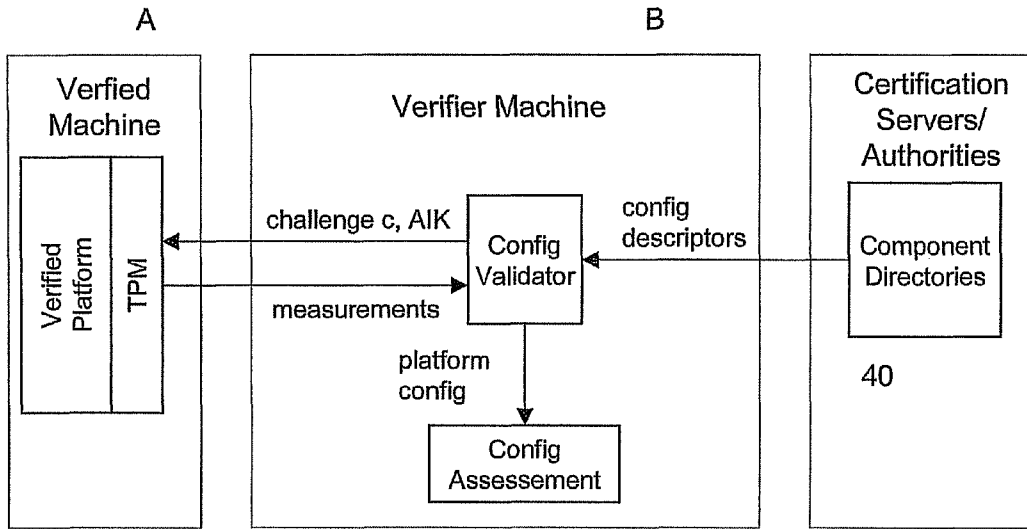 A
B
Verfied
Machine
Verified
Platform
TPM
Verifier Machine
challenge c, AIK
measurements
Config
Validator
platform
config
Config
Assessement
config
descriptors
Certification
Servers/
Authorities
Component
Directories
40